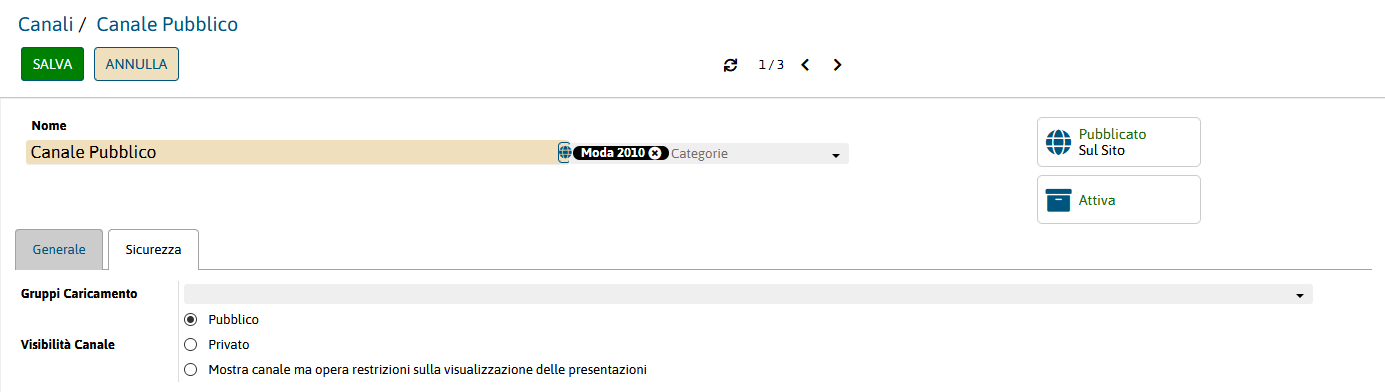 Canali / Canale Pubblico
SALVA ANNULLA 1 / 3
Nome
Canale Pubblico Moda 2010 Categorie
Pubblicato
Sul Sito
Attiva
Generale Sicurezza
Gruppi Caricamento
Pubblico
Visibilità Canale Privato
Mostra canale ma opera restrizioni sulla visualizzazione delle presentazioni